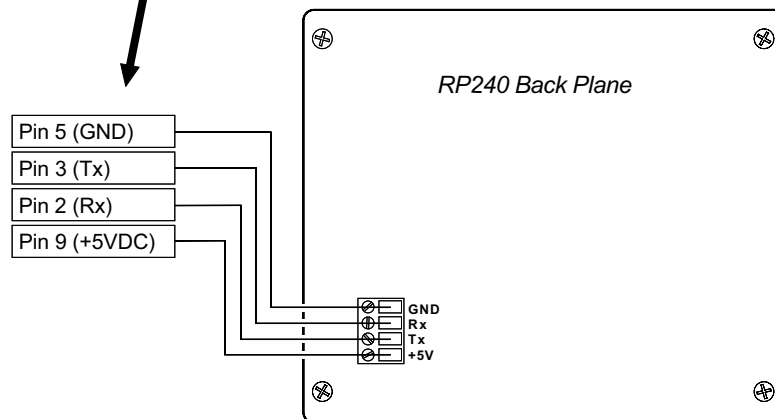 RP240 Back Plane
Pin 5 (GND)
Pin 3 (Tx)
Pin 2 (Rx)
Pin 9 (+5VDC)
GND
Rx
Tx
+5V